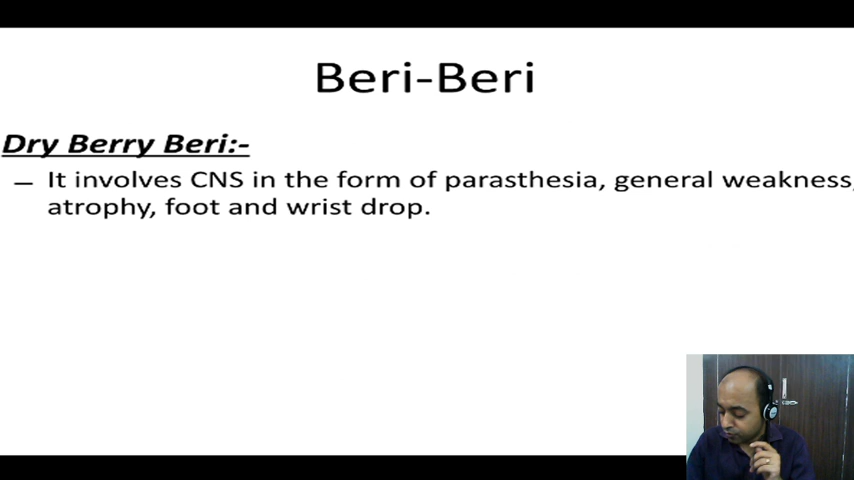 Beri-Beri
Dry Berry Beri:-
– It involves CNS in the form of parasthesia, general weakness,
atrophy, foot and wrist drop.